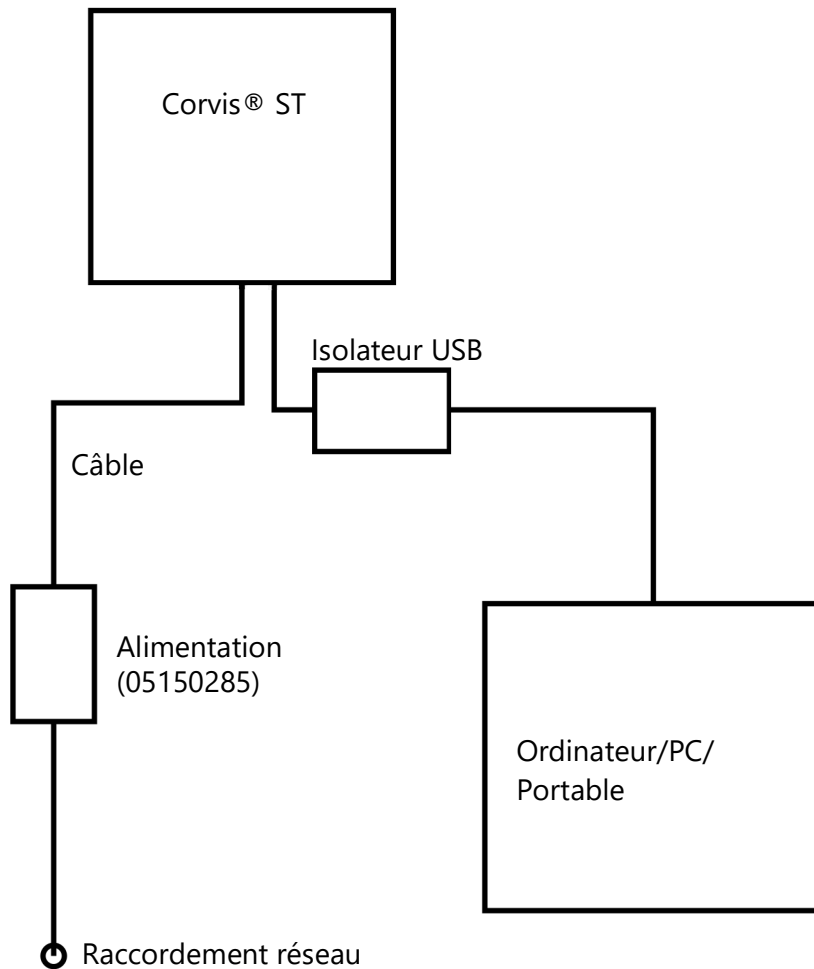 Corvis® ST
Isolateur USB
Câble
Alimentation
(05150285)
Ordinateur/PC/
Portable
Raccordement réseau